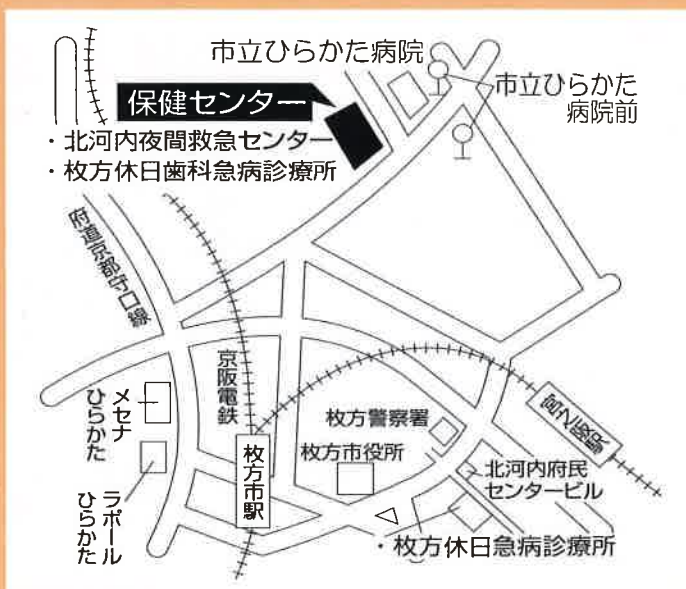 市立ひらかた病院
市立ひらかた
病院前
保健センター
・北河内夜間救急センター
・枚方休日歯科急病診療所
府道京都守口線
京阪電鉄
メセナ
ひらかた
枚方市駅
枚方警察署
枚方市役所
宮之阪駅
北河内府民
センタービル
ラポール
ひらかた
・枚方休日急病診療所